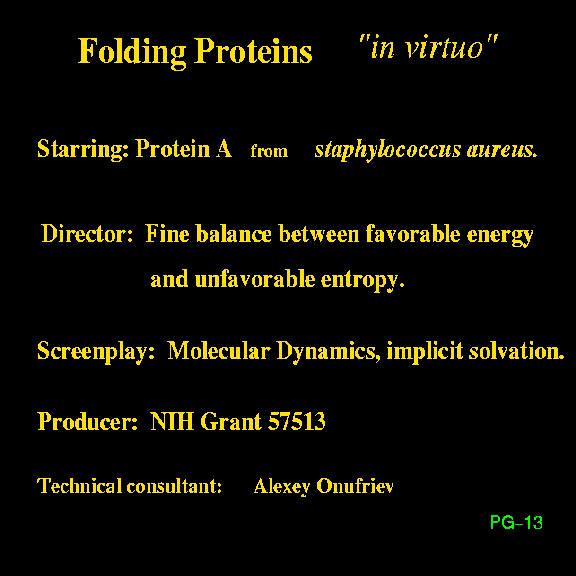 Folding Proteins "in virtuo"
Starring: Protein A from staphylococcus aureus.
Director: Fine balance between favorable energy
and unfavorable entropy.
Screenplay: Molecular Dynamics, implicit solvation.
Producer: NIH Grant 57513
Technical consultant: Alexey Onufriev
PG-13